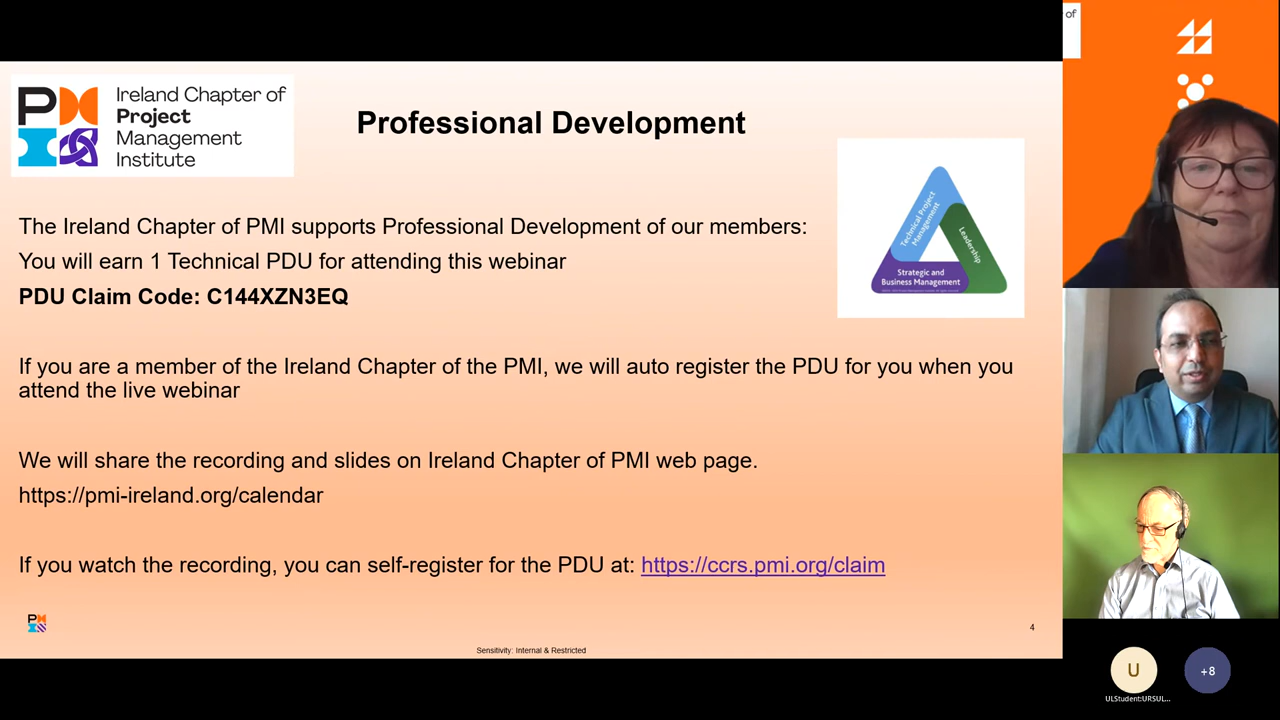 Ireland Chapter of
Project
Management
Institute
Professional Development
Technical Project
Management
Leadership
Strategic and
Business Management
The Ireland Chapter of PMI supports Professional Development of our members:
You will earn 1 Technical PDU for attending this webinar
PDU Claim Code: C144XZN3EQ
If you are a member of the Ireland Chapter of the PMI, we will auto register the PDU for you when you
attend the live webinar
We will share the recording and slides on Ireland Chapter of PMI web page.
https://pmi-ireland.org/calendar
If you watch the recording, you can self-register for the PDU at: https://ccrs.pmi.org/claim
4
Sensitivity: Internal & Restricted
of
U
+8
ULStudent:URSUL...